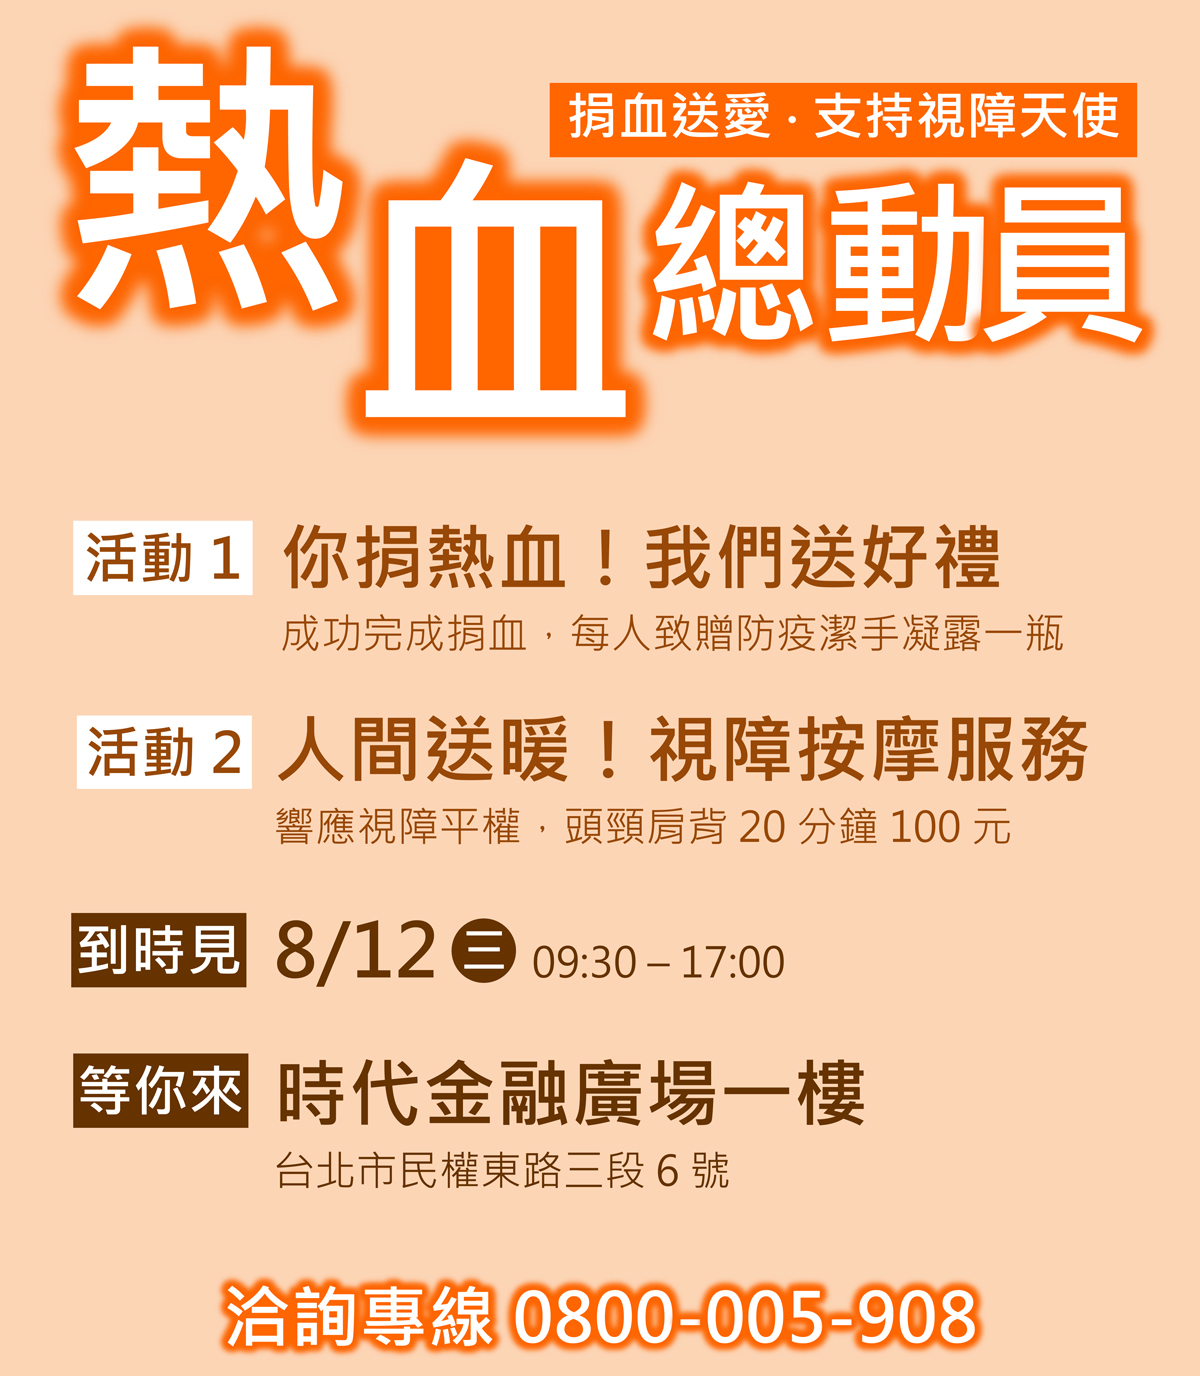 捐血送愛·支持視障天使
熱血總動員
活動 1 你捐熱血！我們送好禮
成功完成捐血，每人致贈防疫潔手凝露一瓶
活動 2 人間送暖！視障按摩服務
響應視障平權，頭頸肩背 20 分鐘 100 元
到時見 8/12 三 09:30 – 17:00
等你來 時代金融廣場一樓
台北市民權東路三段 6 號
洽詢專線 0800-005-908